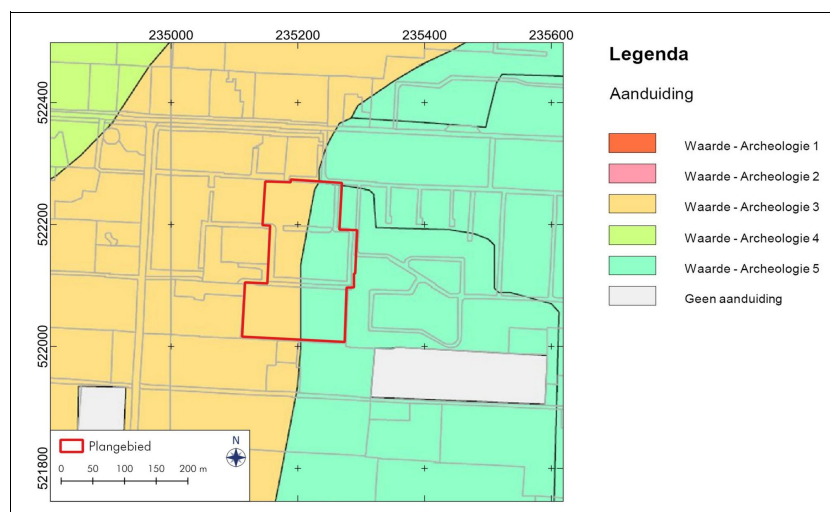 235000 235200 235400 235600
522400
522200
522000
521800
Plangebied
N
0 50 100 150 200 m
Legenda
Aanduiding
Waarde - Archeologie 1
Waarde - Archeologie 2
Waarde - Archeologie 3
Waarde - Archeologie 4
Waarde - Archeologie 5
Geen aanduiding